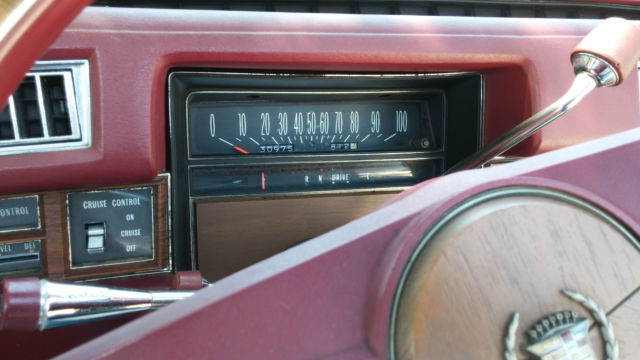 0 10 20 30 40 50 60 70 80 90 100
30975
R N DRIVE L
CONTROL
CRUISE CONTROL
ON
CRUISE
OFF
DEF